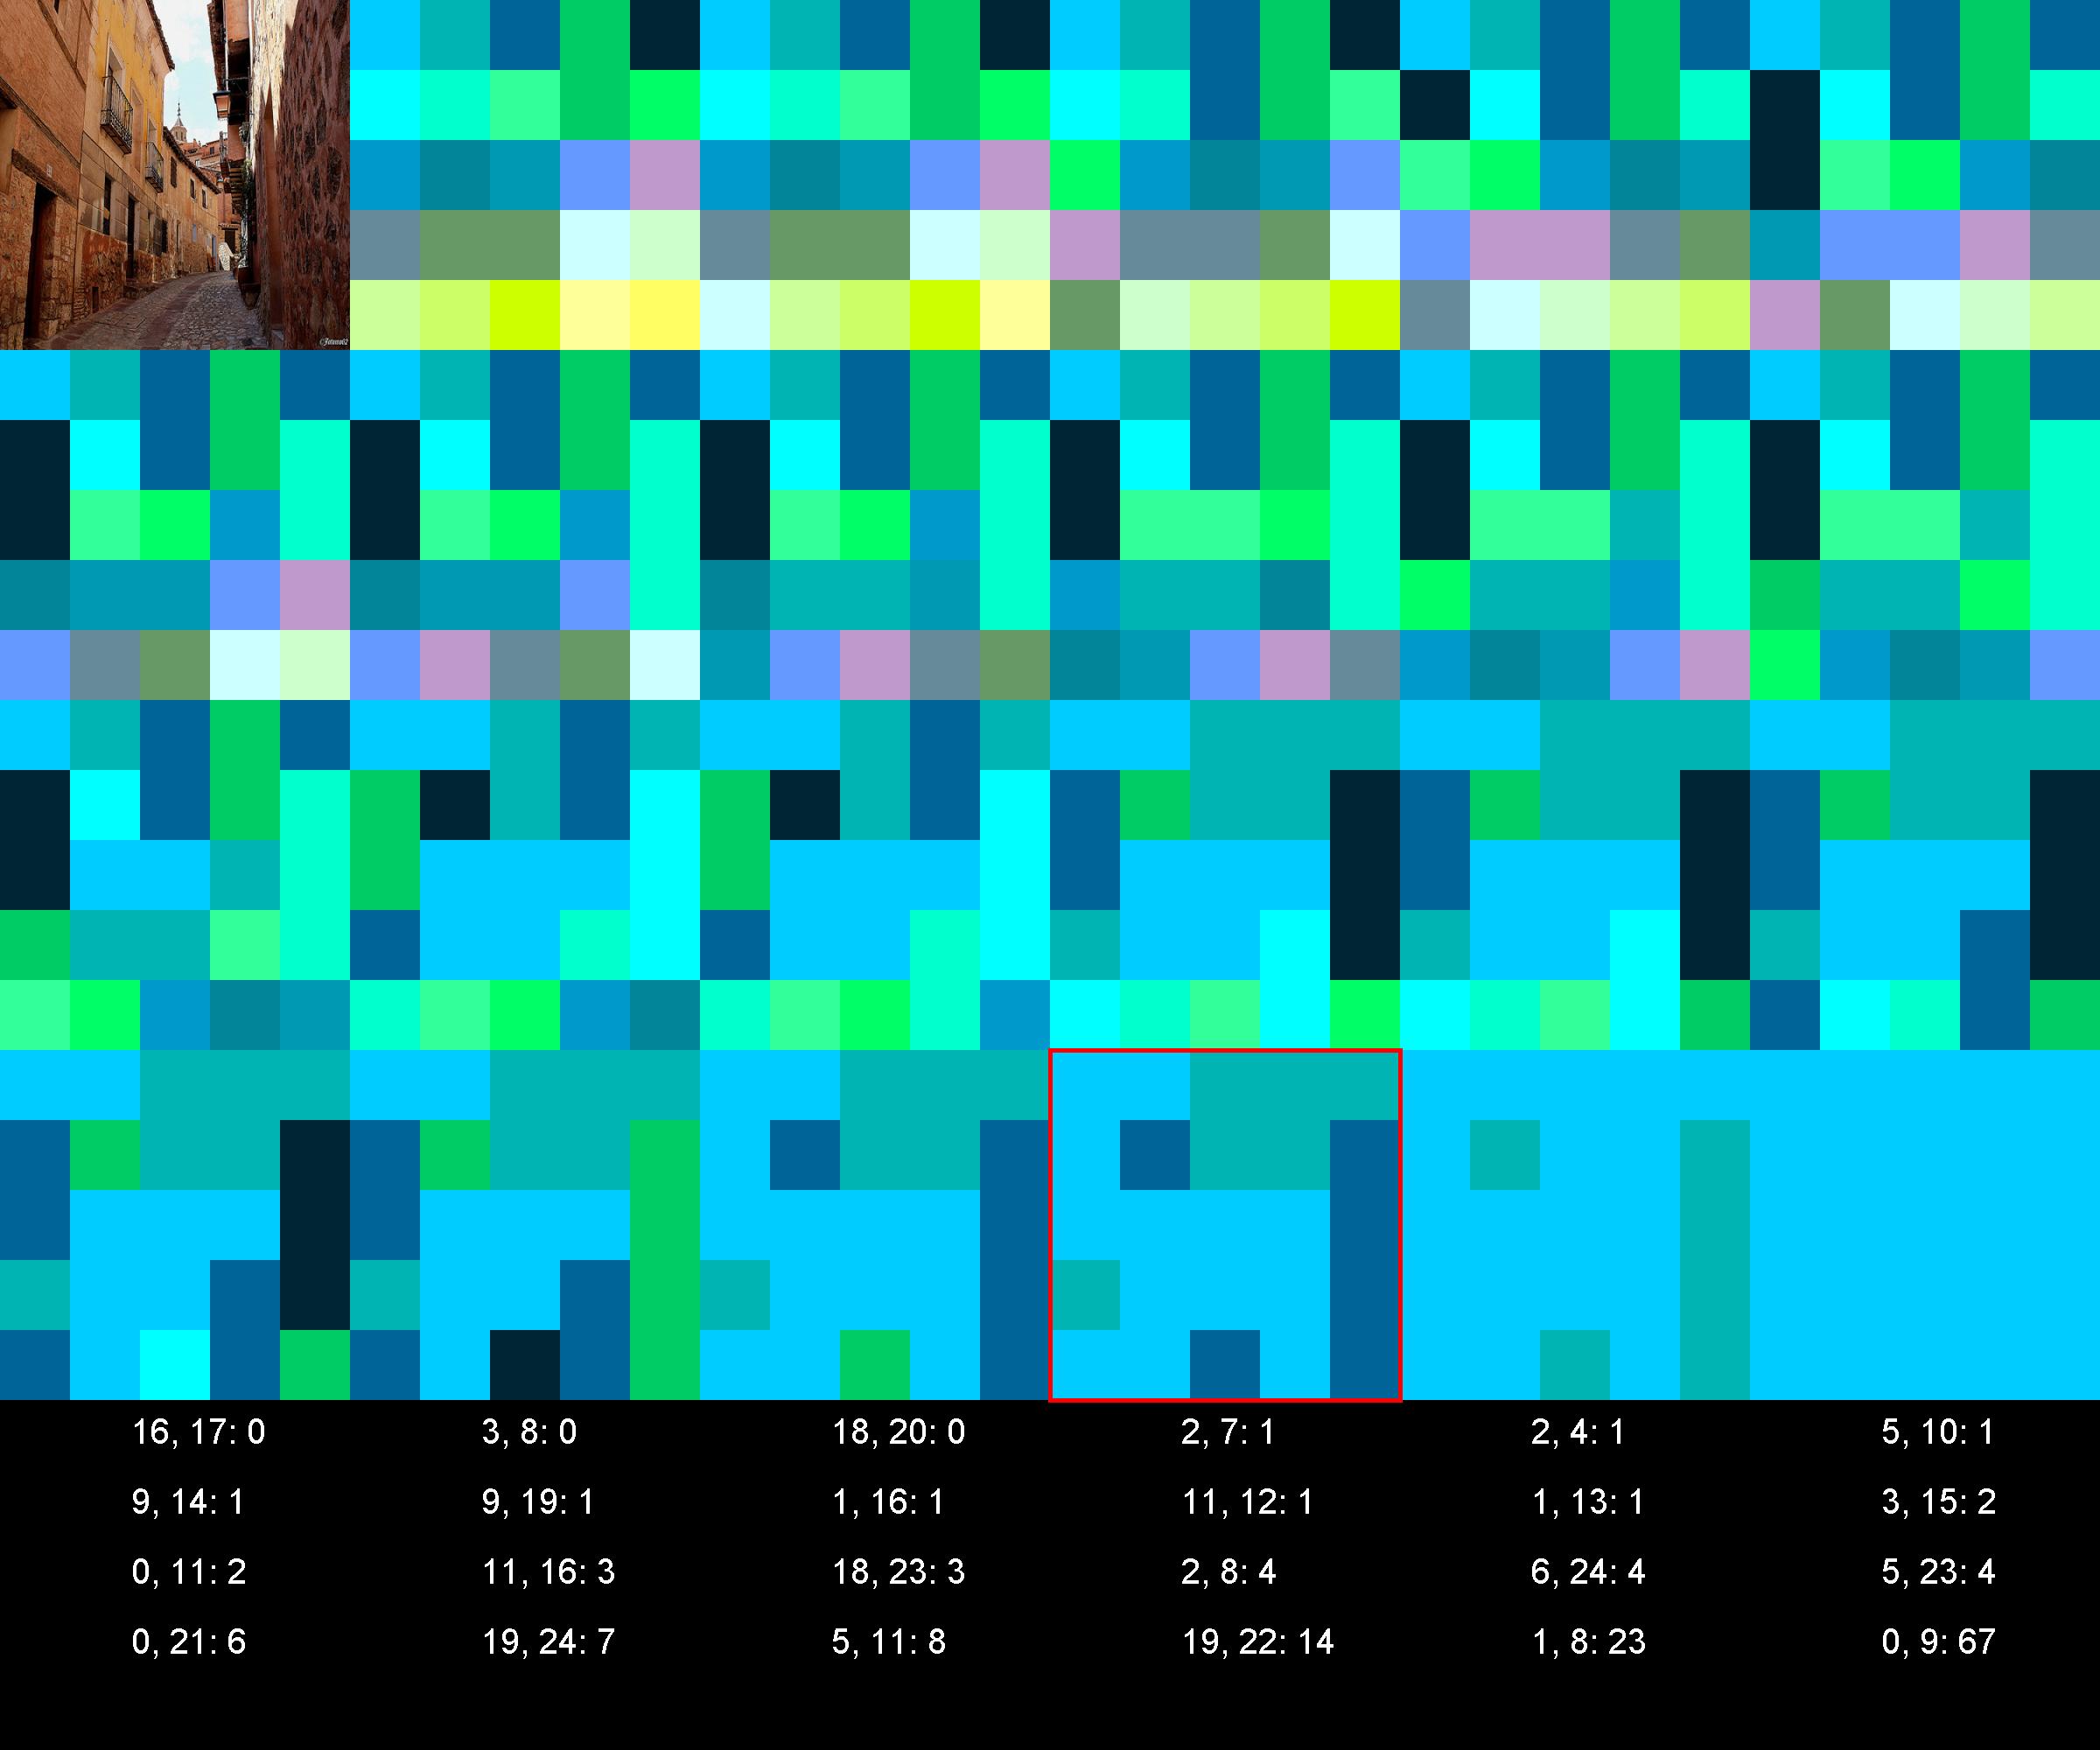 16, 17: 0 3, 8: 0 18, 20: 0 2, 7: 1 2, 4: 1 5, 10: 1
9, 14: 1 9, 19: 1 1, 16: 1 11, 12: 1 1, 13: 1 3, 15: 2
0, 11: 2 11, 16: 3 18, 23: 3 2, 8: 4 6, 24: 4 5, 23: 4
0, 21: 6 19, 24: 7 5, 11: 8 19, 22: 14 1, 8: 23 0, 9: 67